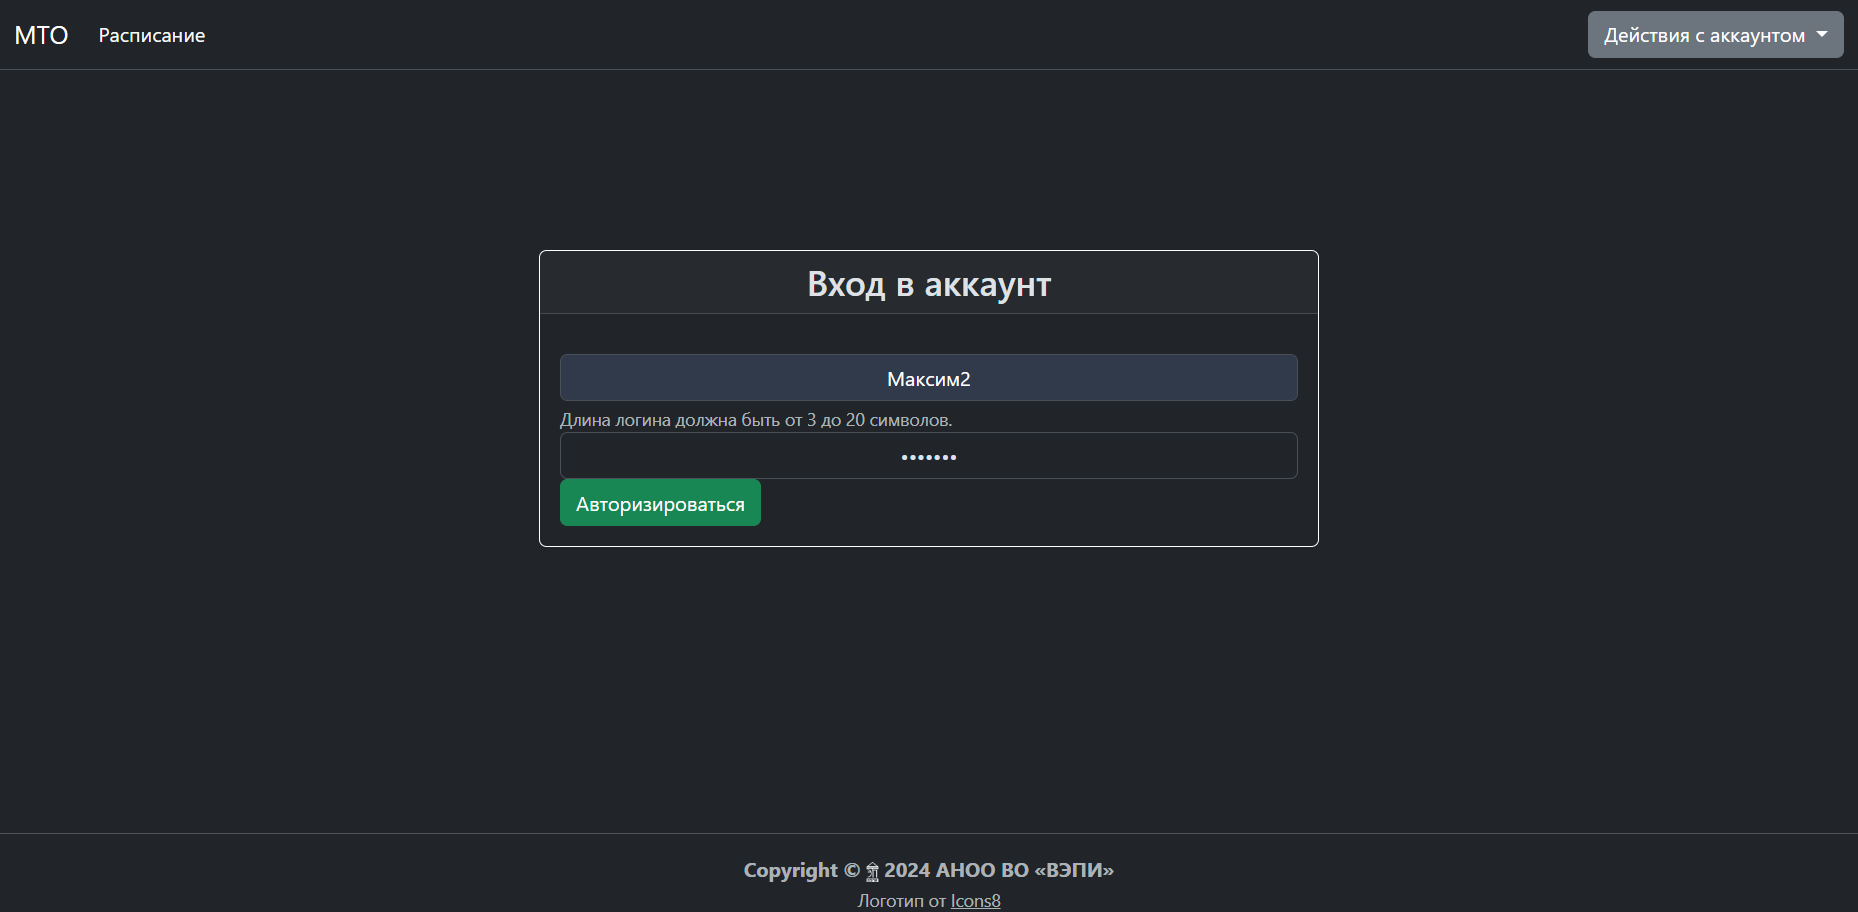 МТО Расписание Действия с аккаунтом
Вход в аккаунт
Максим2
Длина логина должна быть от 3 до 20 символов.
•••••••
Авторизироваться
Copyright © 2024 АНОО ВО «ВЭПИ»
Логотип от Icons8